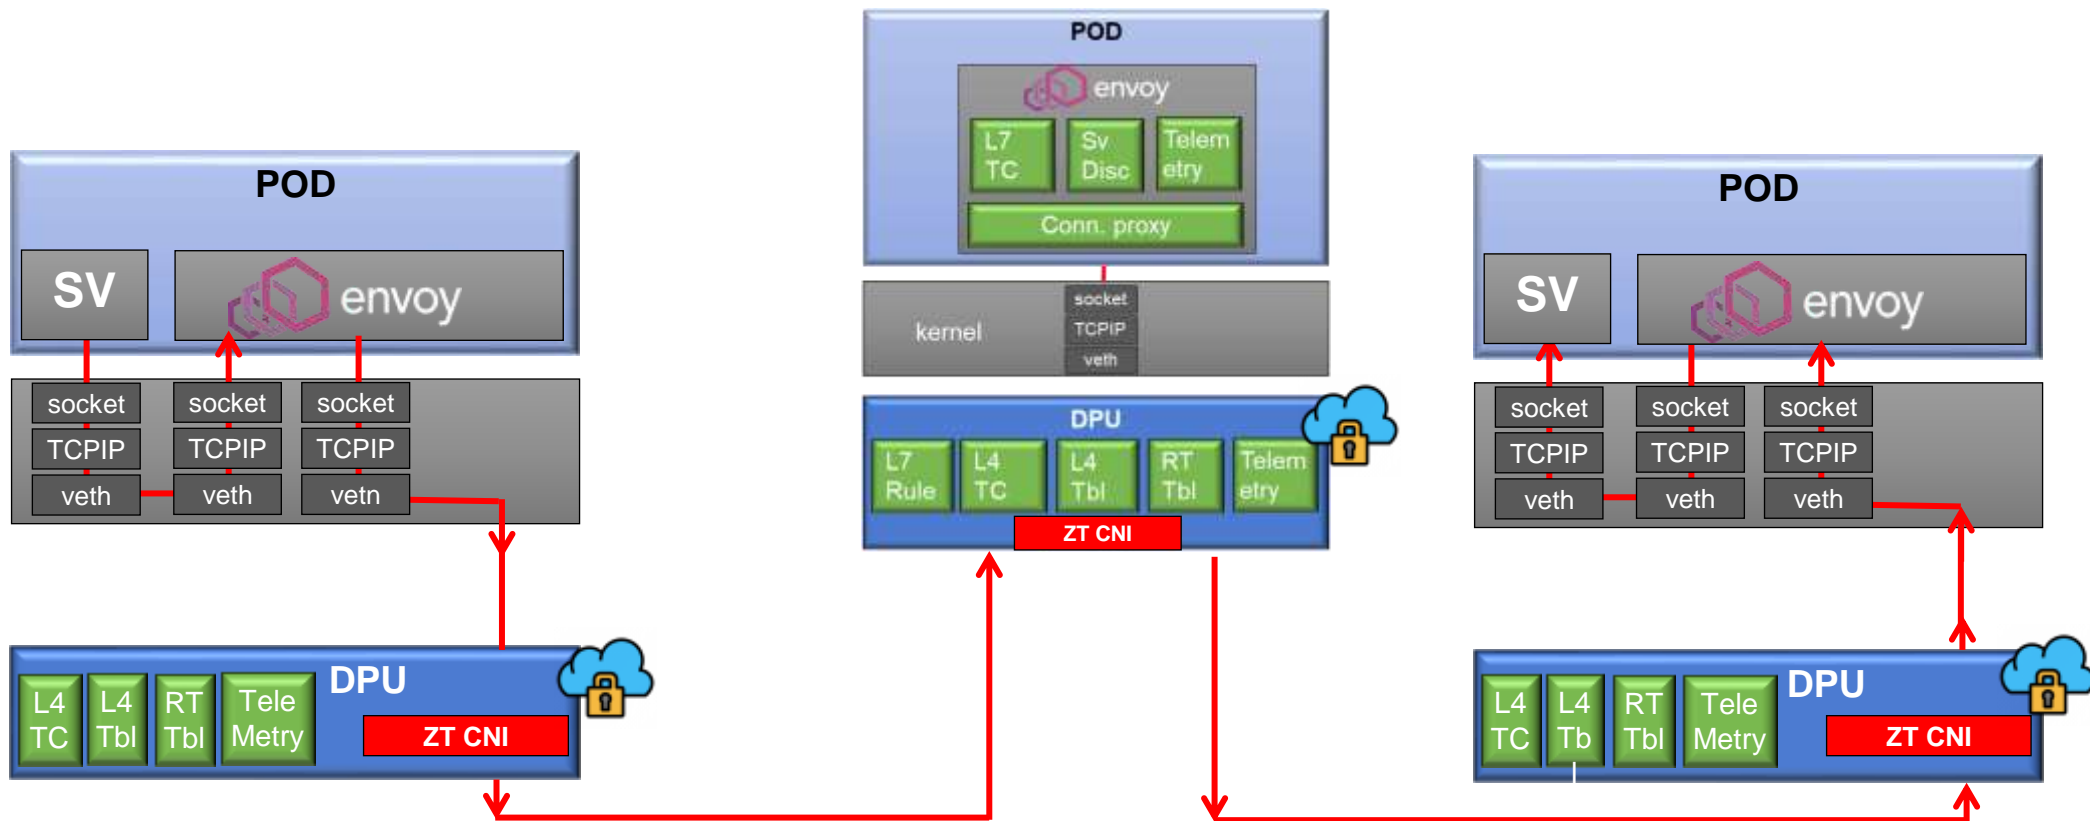 POD
SV
envoy
socket
socket
socket
TCPIP
TCPIP
TCPIP
veth
veth
vetn
DPU
L4
TC
L4
Tbl
RT
Tbl
Tele
Metry
ZT CNI
POD
envoy
L7
TC
Sv
Disc
Telem
etry
Conn. proxy
kernel
socket
TCPIP
veth
DPU
L7
Rule
L4
TC
L4
Tbl
RT
Tbl
Telem
etry
ZT CNI
POD
SV
envoy
socket
socket
socket
TCPIP
TCPIP
TCPIP
veth
veth
veth
DPU
L4
TC
L4
Tb
RT
Tbl
Tele
Metry
ZT CNI